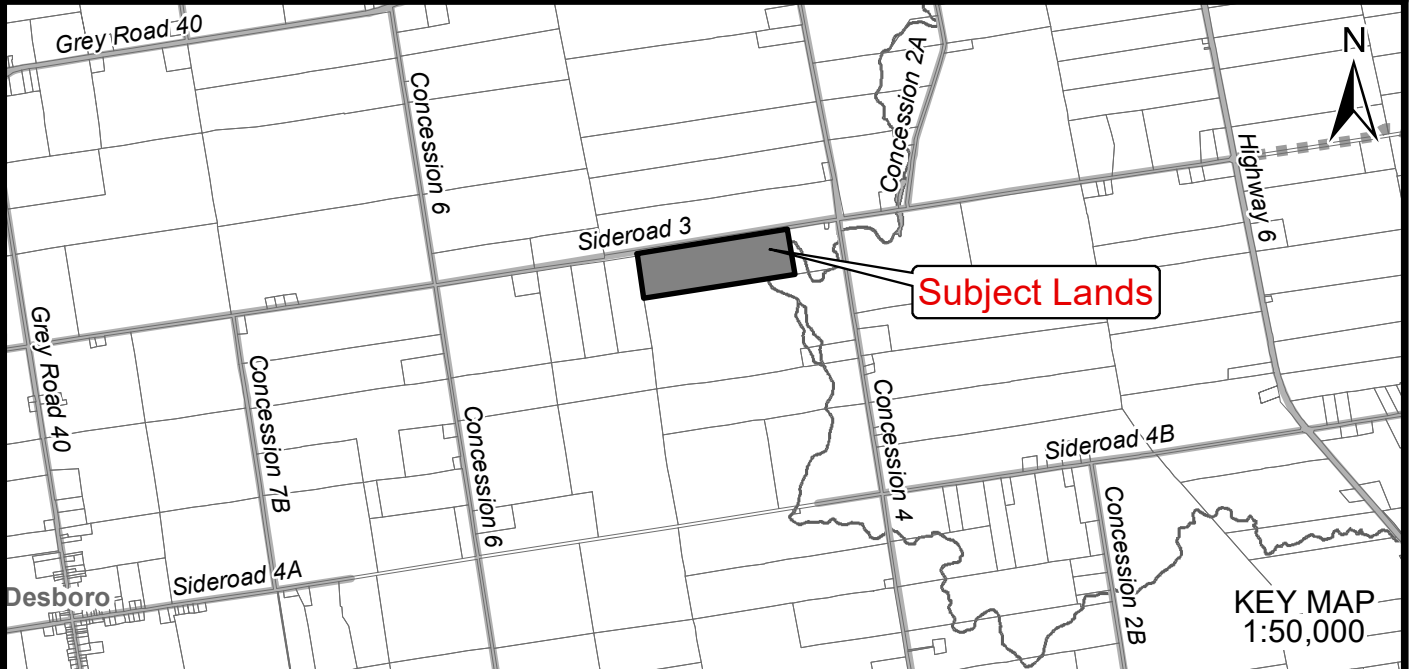 Grey Road 40
Concession 6
Concession 2A
N
Highway 6
Sideroad 3
Subject Lands
Grey Road 40
Concession 7B
Concession 6
Concession 4
Sideroad 4B
Concession 2B
Sideroad 4A
Desboro
KEY MAP
1:50,000